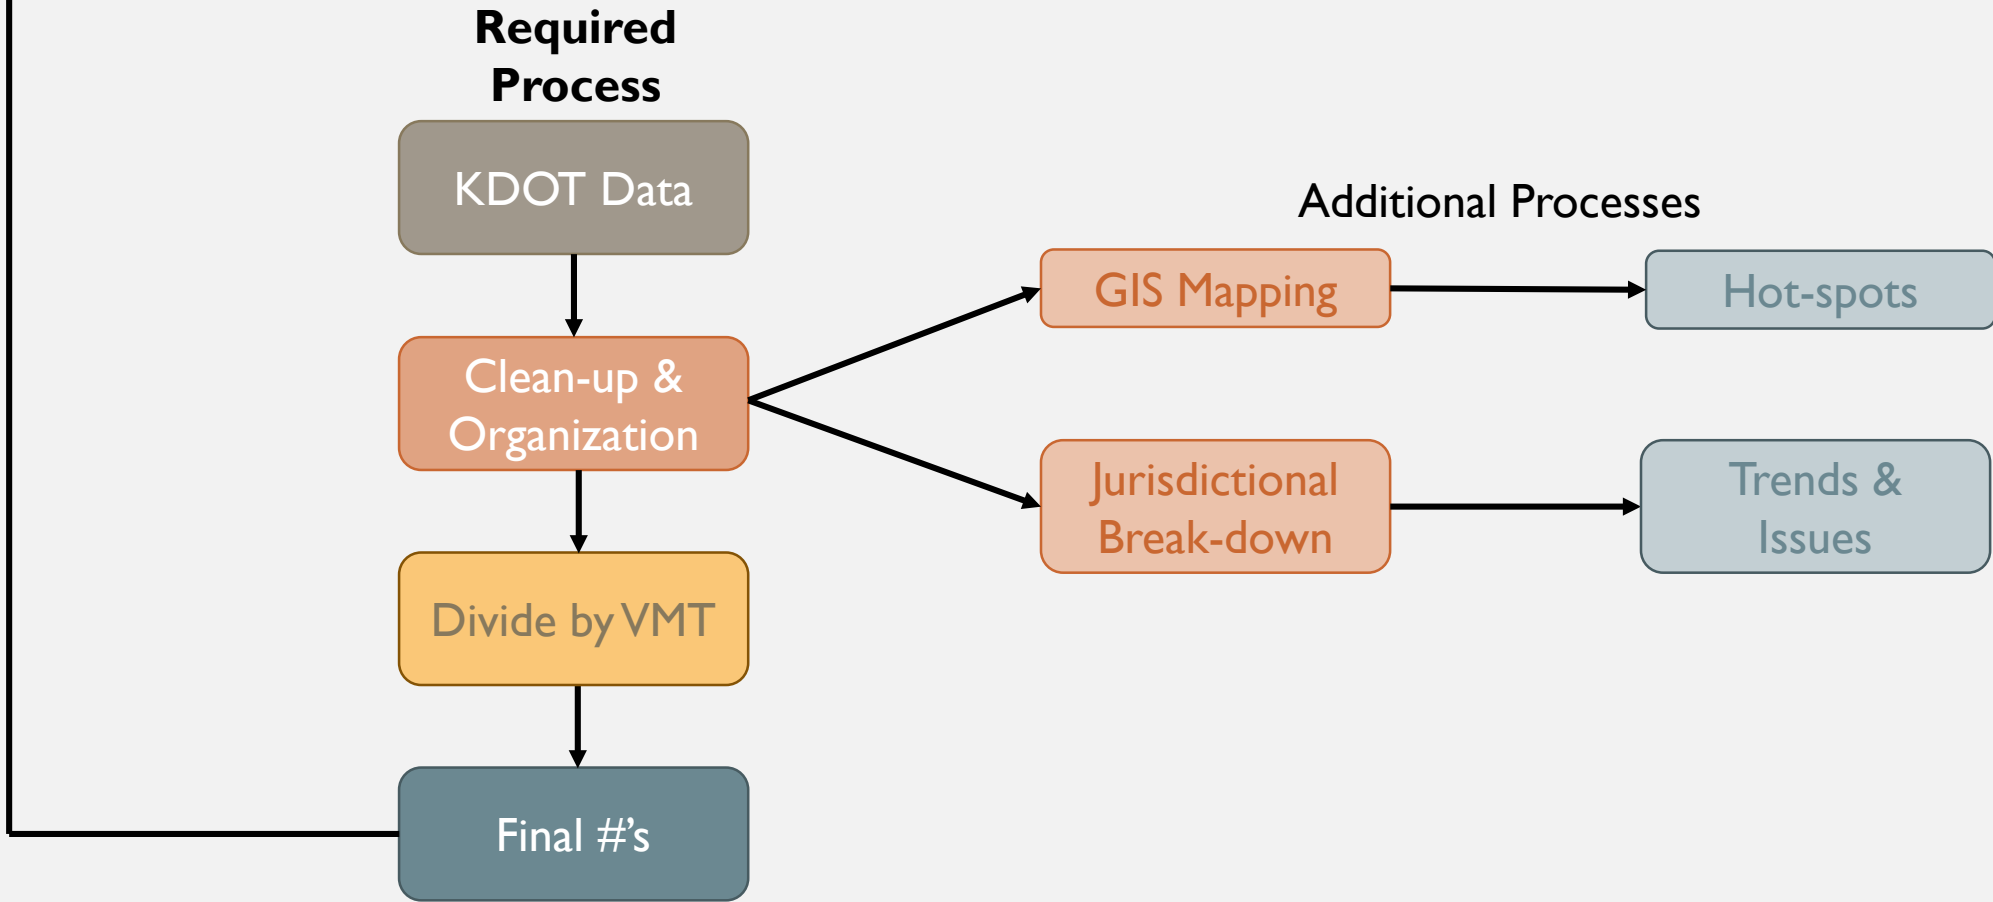 Required
Process
KDOT Data
Clean-up &
Organization
Divide by VMT
Final #’s
Additional Processes
GIS Mapping
Hot-spots
Jurisdictional
Break-down
Trends &
Issues